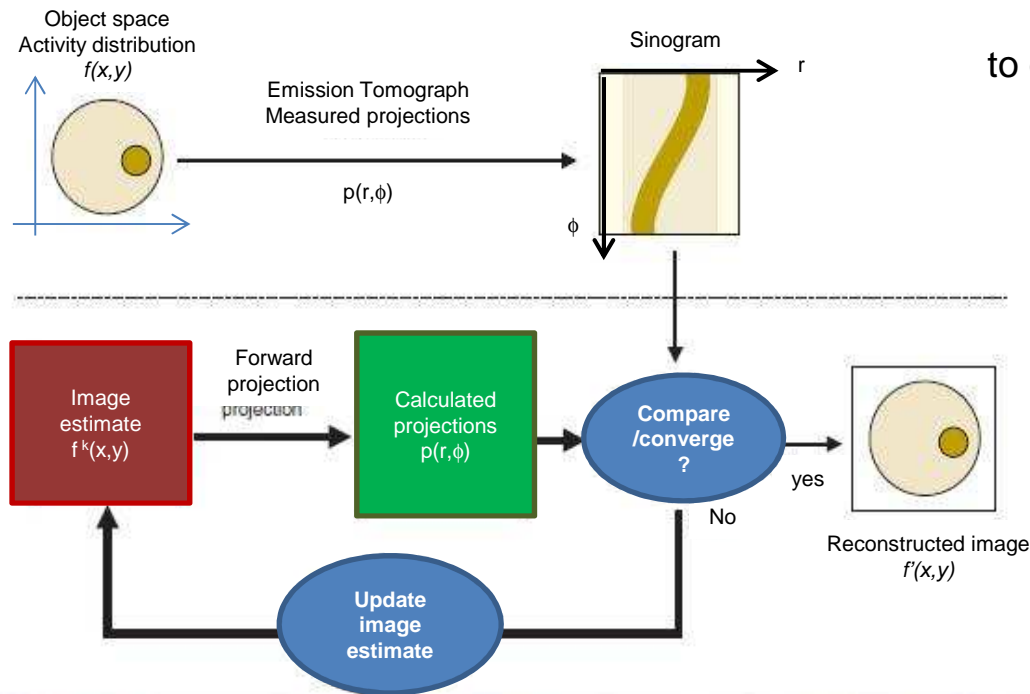 Object space
Activity distribution
f(x,y)
Sinogram
r
to
Emission Tomograph
Measured projections
p(r,ϕ)
ϕ
Forward
projection
projection
Image
estimate
f k(x,y)
Calculated
projections
p(r,ϕ)
Compare
/converge
?
yes
No
Reconstructed image
f'(x,y)
Update
image
estimate